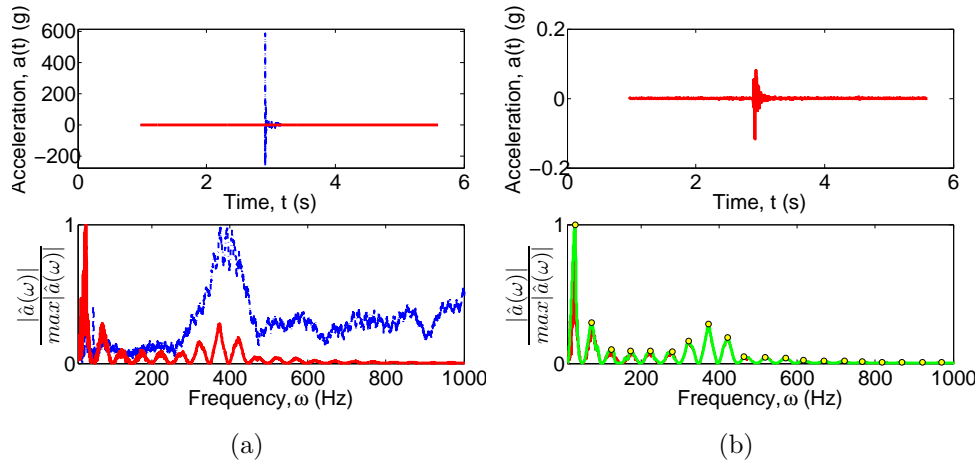 600
400
200
0
−200
Acceleration, a(t) (g)
0 2 4 6
Time, t (s)
0.2
0
−0.2
Acceleration, a(t) (g)
0 2 4 6
Time, t (s)
1
0
|â(ω)|
max|â(ω)|
200 400 600 800 1000
Frequency, ω (Hz)
1
0
|â(ω)|
max|â(ω)|
200 400 600 800 1000
Frequency, ω (Hz)
(a)
(b)